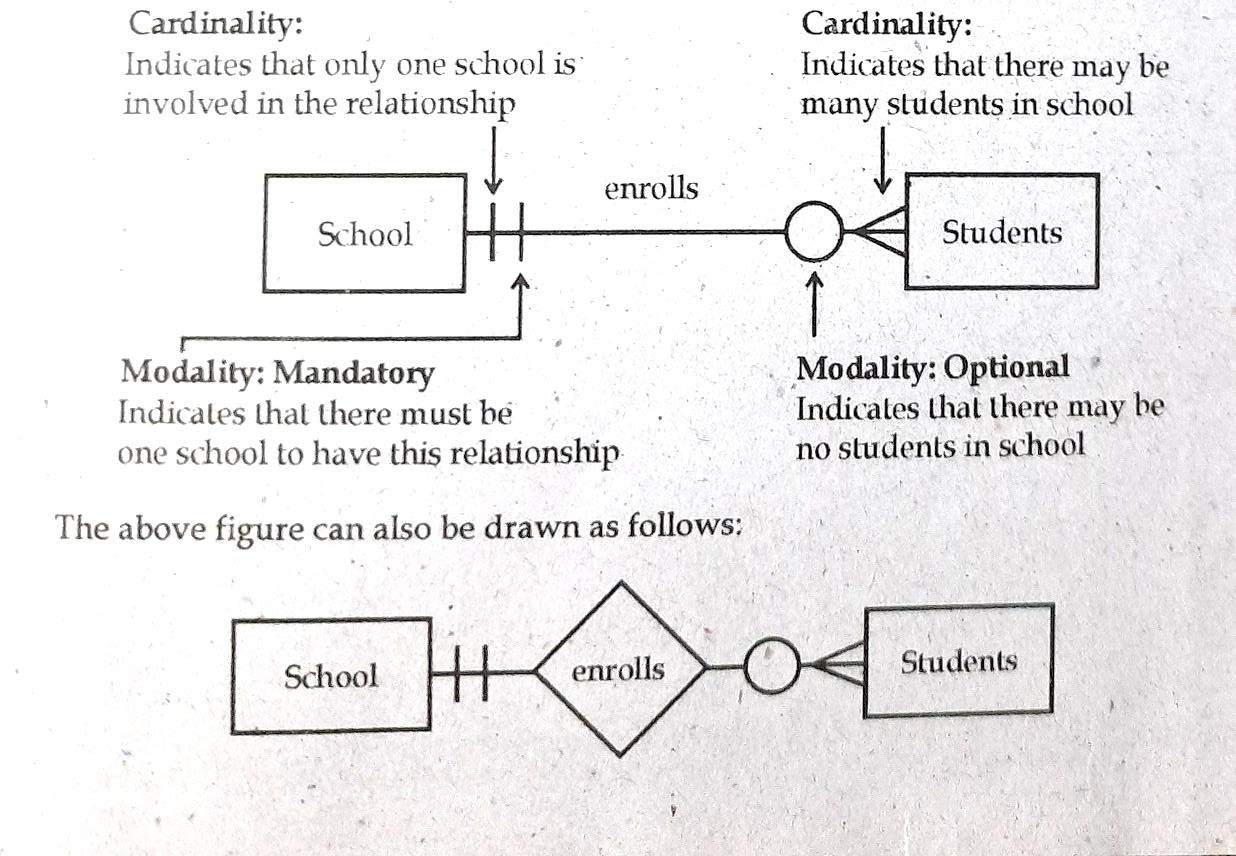 Cardinality:
Indicates that only one school is
involved in the relationship
Cardinality:
Indicates that there may be
many students in school
School
enrolls
Students
Modality: Mandatory
Indicates that there must be
one school to have this relationship
Modality: Optional
Indicates that there may be
no students in school
The above figure can also be drawn as follows:
School
enrolls
Students